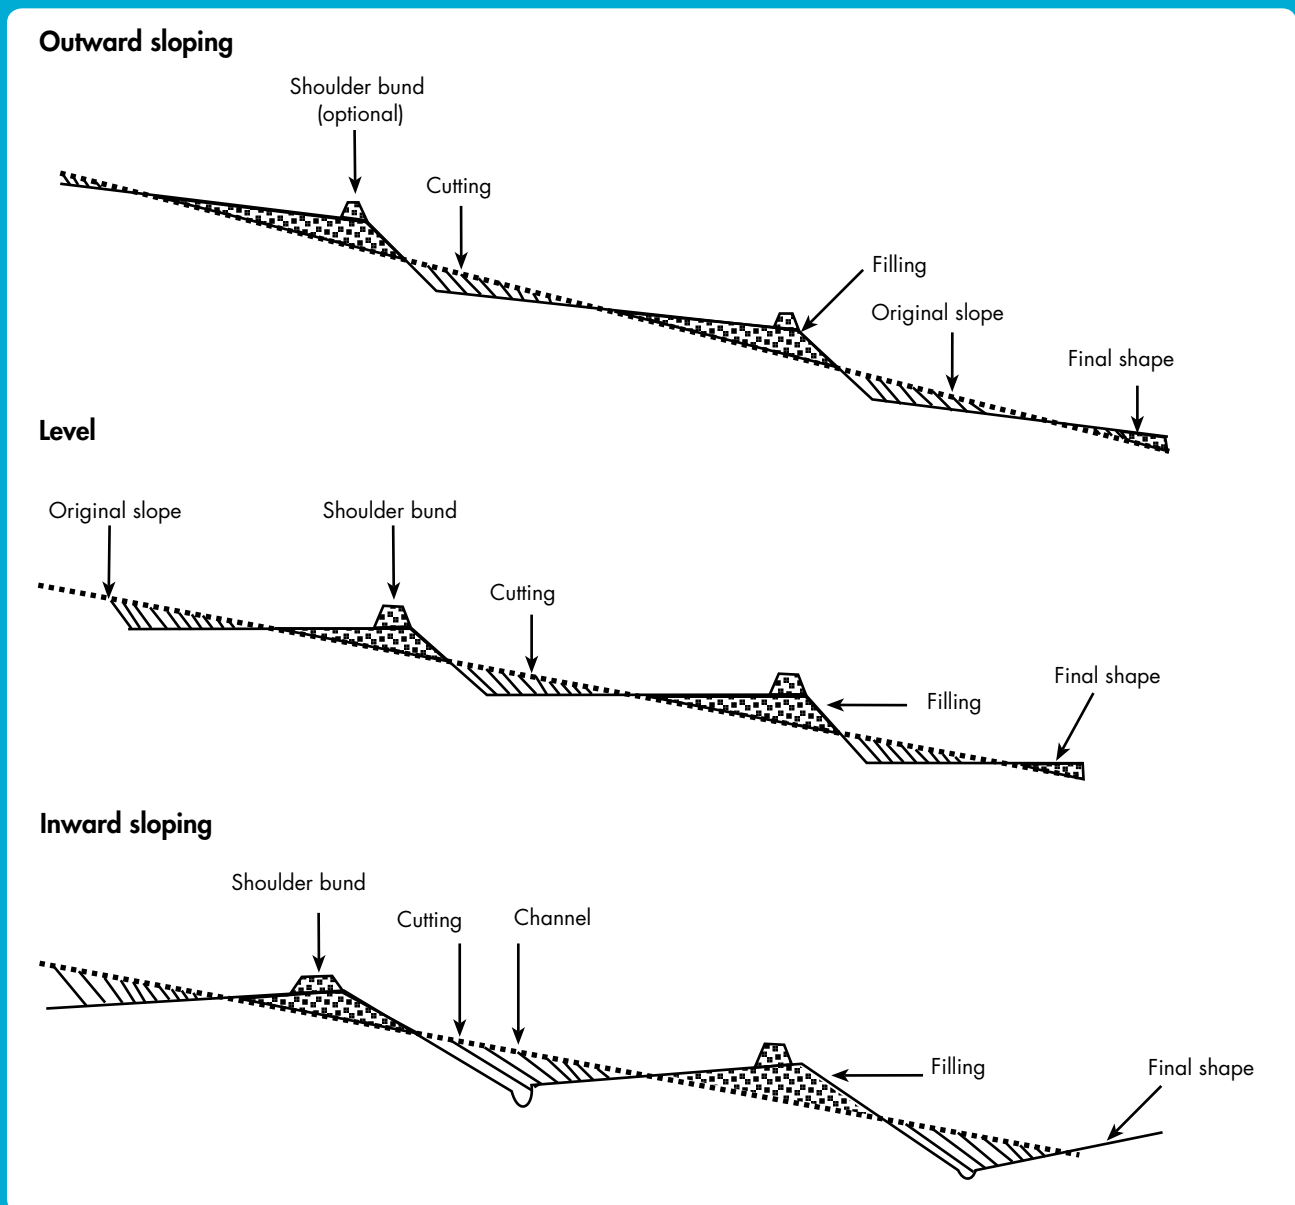 Outward sloping
Shoulder bund
(optional)
Cutting
Filling
Original slope
Final shape
Level
Original slope
Shoulder bund
Cutting
Final shape
Filling
Inward sloping
Shoulder bund
Cutting
Channel
Filling
Final shape